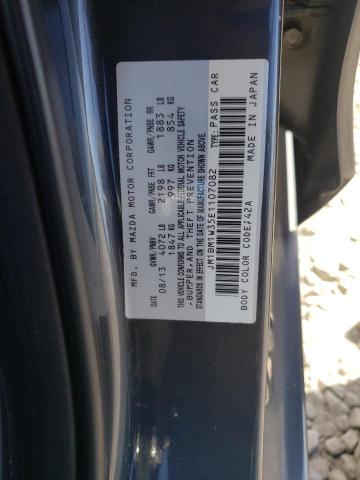 MFD. BY MAZDA MOTOR CORPORATION
DATE GVWR/PNBV GAWR/PNBE FRT GAWR/PNBE RR
08/13 4072 LB 2198 LB 1883 LB
1847 KG 997 KG 854 KG
THIS VEHICLE CONFORMS TO ALL APPLICABLE FEDERAL MOTOR VEHICLE SAFETY
,BUMPER, AND THEFT PREVENTION
STANDARDS IN EFFECT ON THE DATE OF MANUFACTURE SHOWN ABOVE.
JM1BM1W35E1107082 TYPE: PASS CAR
BODY COLOR CODE:42A MADE IN JAPAN